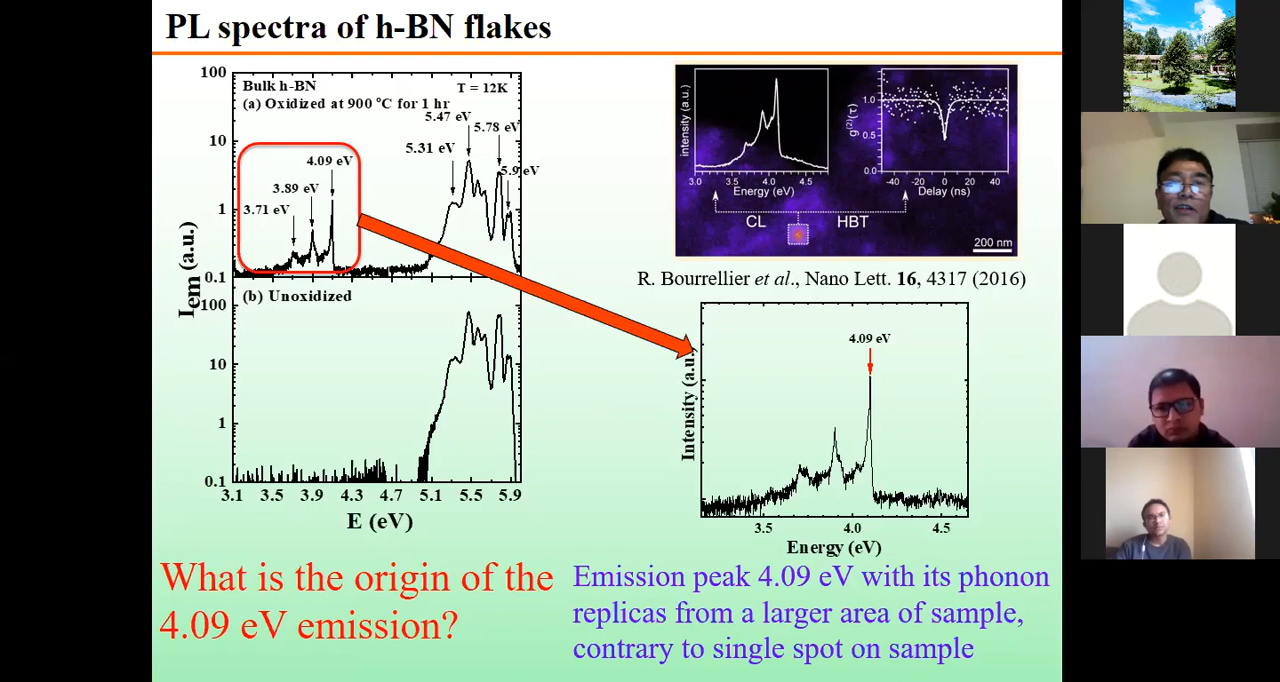 PL spectra of h-BN flakes
Bulk h-BN
T = 12K
(a) Oxidized at 900 °C for 1 hr
5.47 eV
5.78 eV
5.31 eV
5.9 eV
4.09 eV
3.89 eV
3.71 eV
100
10
1
0.1
I em (a.u.)
(b) Unoxidized
100
10
1
0.1
3.1 3.5 3.9 4.3 4.7 5.1 5.5 5.9
E (eV)
intensity (a.u.)
3.0 3.5 4.0 4.5
Energy (eV)
g(2)(τ)
1.0
0.5
0.0
-40 -20 0 20 40
Delay (ns)
CL
HBT
200 nm
R. Bourrellier et al., Nano Lett. 16, 4317 (2016)
4.09 eV
Intensity (a.u.)
3.5 4.0 4.5
Energy (eV)
What is the origin of the
4.09 eV emission?
Emission peak 4.09 eV with its phonon
replicas from a larger area of sample,
contrary to single spot on sample